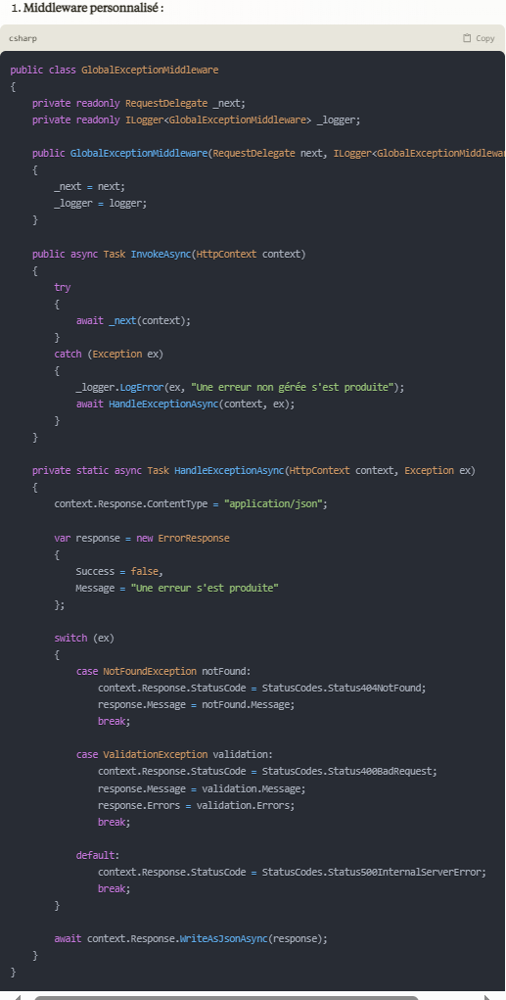 1. Middleware personnalisé :
csharp
Copy
public class GlobalExceptionMiddleware
{
    private readonly RequestDelegate _next;
    private readonly ILogger<GlobalExceptionMiddleware> _logger;

    public GlobalExceptionMiddleware(RequestDelegate next, ILogger<GlobalExceptionMiddlewa
    {
        _next = next;
        _logger = logger;
    }

    public async Task InvokeAsync(HttpContext context)
    {
        try
        {
            await _next(context);
        }
        catch (Exception ex)
        {
            _logger.LogError(ex, "Une erreur non gérée s'est produite");
            await HandleExceptionAsync(context, ex);
        }
    }

    private static async Task HandleExceptionAsync(HttpContext context, Exception ex)
    {
        context.Response.ContentType = "application/json";

        var response = new ErrorResponse
        {
            Success = false,
            Message = "Une erreur s'est produite"
        };

        switch (ex)
        {
            case NotFoundException notFound:
                context.Response.StatusCode = StatusCodes.Status404NotFound;
                response.Message = notFound.Message;
                break;

            case ValidationException validation:
                context.Response.StatusCode = StatusCodes.Status400BadRequest;
                response.Message = validation.Message;
                response.Errors = validation.Errors;
                break;

            default:
                context.Response.StatusCode = StatusCodes.Status500InternalServerError;
                break;
        }

        await context.Response.WriteAsJsonAsync(response);
    }
}